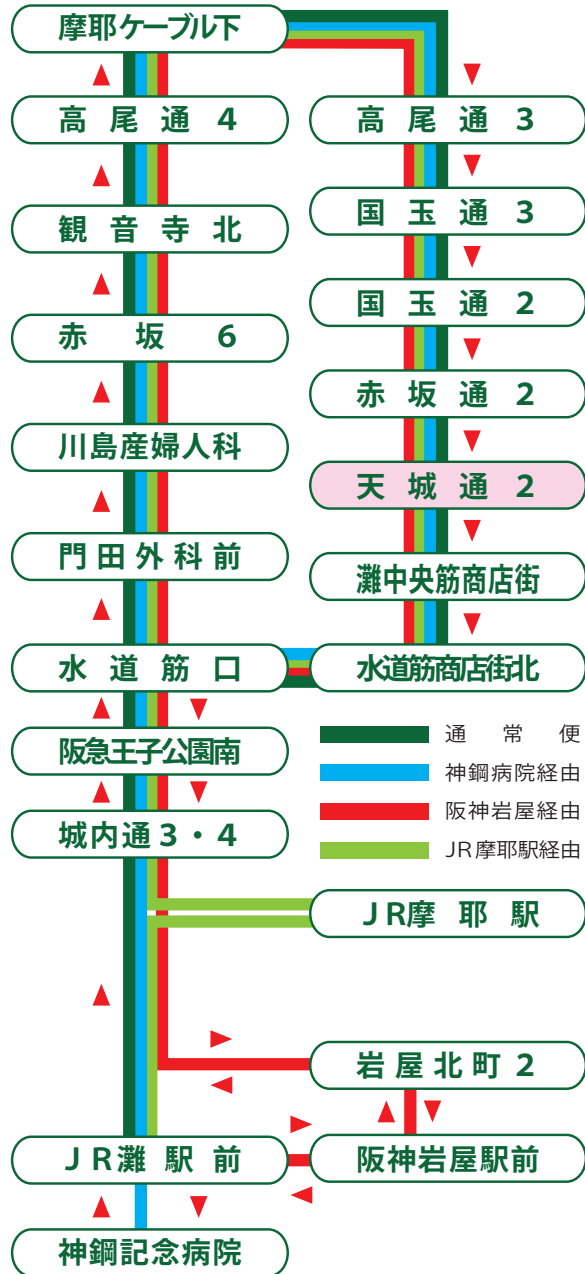 摩耶ケーブル下
高尾通4
観音寺北
赤坂6
川島産婦人科
門田外科前
水道筋口
阪急王子公園南
城内通3・4
JR灘駅前
神鋼記念病院
高尾通3
国玉通3
国玉通2
赤坂通2
天城通2
灘中央筋商店街
水道筋商店街北
通常便
神鋼病院経由
阪神岩屋経由
JR摩耶駅経由
JR摩耶駅
岩屋北町2
阪神岩屋駅前